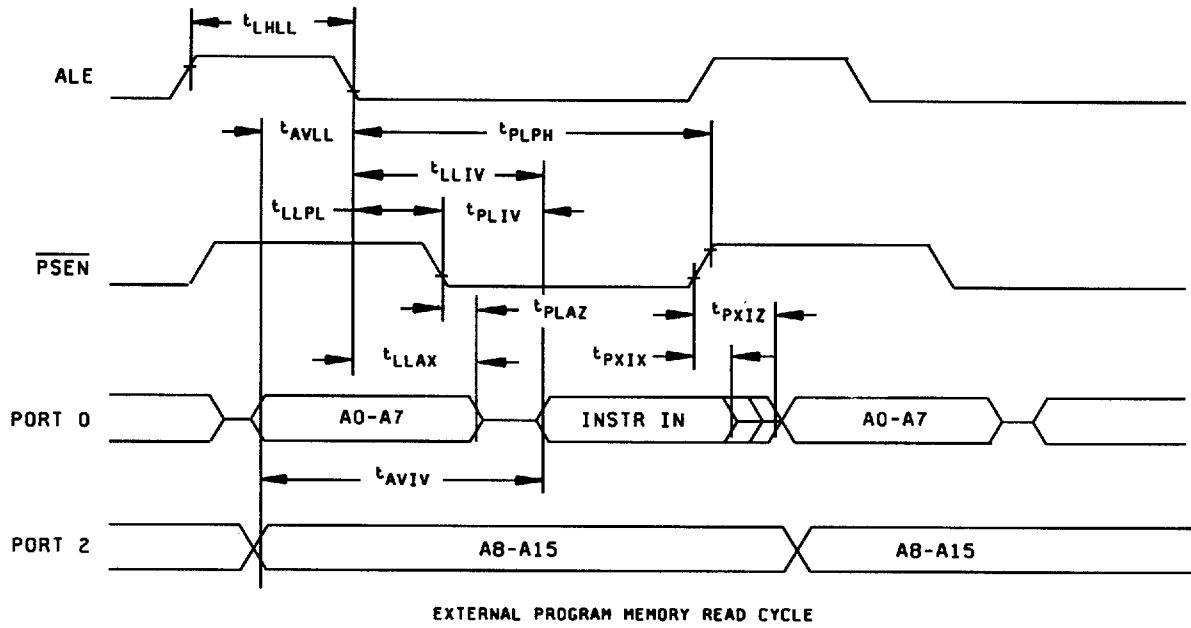 tLHLL
ALE
tAVLL tPLPH
tLLIV
tLLPL tPLIV
PSEN
tPLAZ tPXIZ
tLLAX tPXIX
PORT 0 A0-A7 INSTR IN A0-A7
tAVIV
PORT 2 A8-A15 A8-A15
EXTERNAL PROGRAM MEMORY READ CYCLE